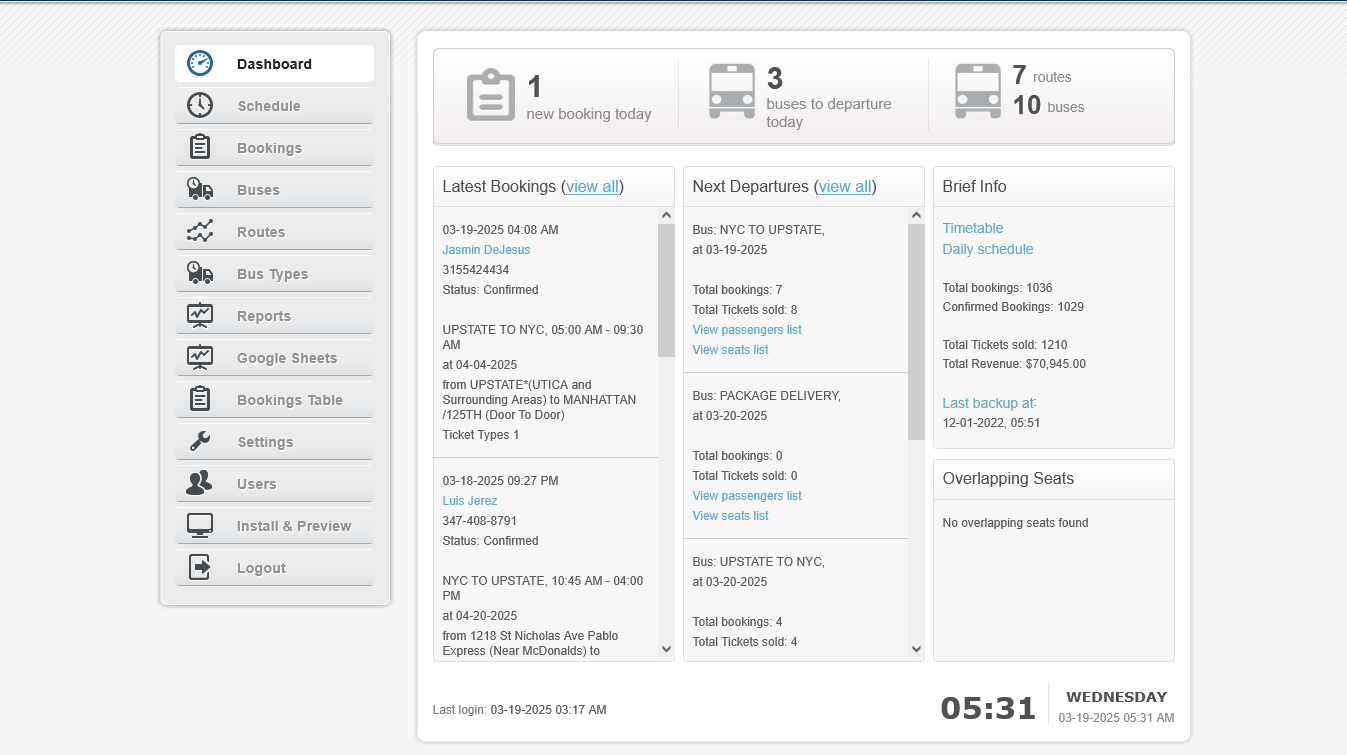 Dashboard
Schedule
Bookings
Buses
Routes
Bus Types
Reports
Google Sheets
Bookings Table
Settings
Users
Install & Preview
Logout
1
new booking today
3
buses to departure
today
7 routes
10 buses
Latest Bookings (view all)
03-19-2025 04:08 AM
Jasmin DeJesus
3155424434
Status: Confirmed
UPSTATE TO NYC, 05:00 AM - 09:30
AM
at 04-04-2025
from UPSTATE*(UTICA and
Surrounding Areas) to MANHATTAN
/125TH (Door To Door)
Ticket Types 1
03-18-2025 09:27 PM
Luis Jerez
347-408-8791
Status: Confirmed
NYC TO UPSTATE, 10:45 AM - 04:00
PM
at 04-20-2025
from 1218 St Nicholas Ave Pablo
Express (Near McDonalds) to
Next Departures (view all)
Bus: NYC TO UPSTATE,
at 03-19-2025
Total bookings: 7
Total Tickets sold: 8
View passengers list
View seats list
Bus: PACKAGE DELIVERY,
at 03-20-2025
Total bookings: 0
Total Tickets sold: 0
View passengers list
View seats list
Bus: UPSTATE TO NYC,
at 03-20-2025
Total bookings: 4
Total Tickets sold: 4
Brief Info
Timetable
Daily schedule
Total bookings: 1036
Confirmed Bookings: 1029
Total Tickets sold: 1210
Total Revenue: $70,945.00
Last backup at:
12-01-2022, 05:51
Overlapping Seats
No overlapping seats found
Last login: 03-19-2025 03:17 AM
05:31
WEDNESDAY
03-19-2025 05:31 AM